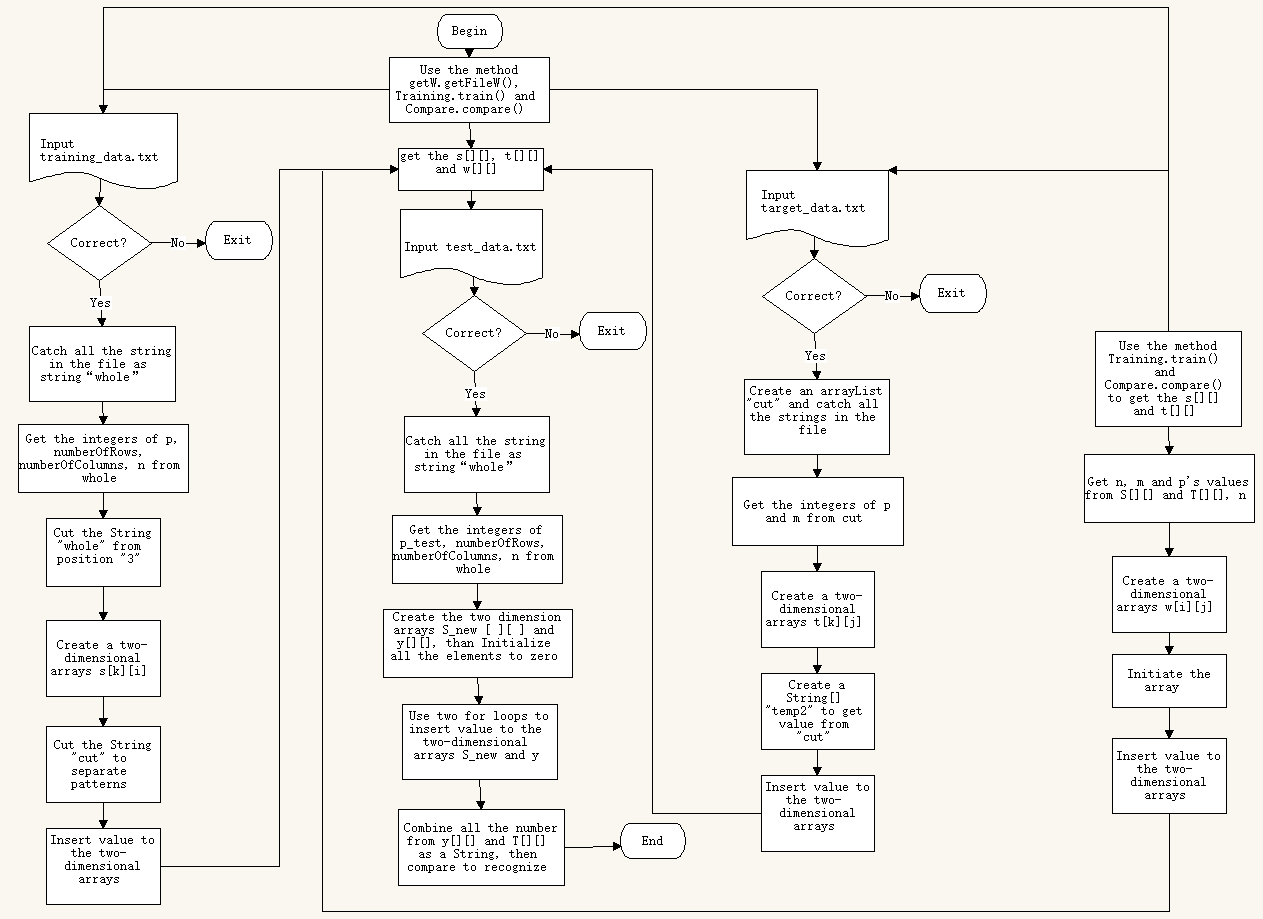 Begin
Use the method
getW.getFileW(),
Training.train() and
Compare.compare()
Input
training_data.txt
Correct?
No
Exit
Yes
Catch all the string
in the file as
string“whole”
Get the integers of p,
numberOfRows,
numberOfColumns, n from
whole
Cut the String
"whole" from
position "3"
Create a two-
dimensional
arrays s[k][i]
Cut the String
"cut" to
separate
patterns
Insert value to
the two-
dimensional
arrays
get the s[][], t[][]
and w[][]
Input test_data.txt
Correct?
No
Exit
Yes
Catch all the string
in the file as
string“whole”
Get the integers of
p_test, numberOfRows,
numberOfColumns, n from
whole
Create the two dimension
arrays S_new [ ][ ] and
y[][], than Initialize
all the elements to zero
Use two for loops to
insert value to the
two-dimensional
arrays S_new and y
Combine all the number
from y[][] and T[][]
as a String, then
compare to recognize
End
Input
target_data.txt
Correct?
No
Exit
Yes
Create an arrayList
"cut" and catch all
the strings in the
file
Get the integers of p
and m from cut
Create a two-
dimensional
arrays t[k][j]
Create a
String[]
"temp2" to get
value from
"cut"
Insert value to
the two-
dimensional
arrays
Use the method
Training.train()
and
Compare.compare()
to get the s[][]
and t[][]
Get n, m and p's values
from S[][] and T[][], n
Create a two-
dimensional
arrays w[i][j]
Initiate the
array
Insert value to
the two-
dimensional
arrays